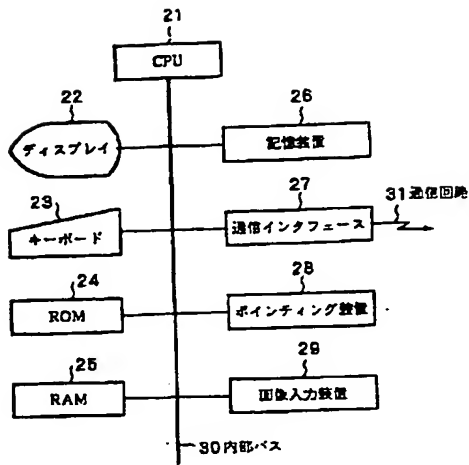 21
CPU
22
ディスプレイ
26
記憶装置
23
キーボード
27
通信インタフェース
31 通信回路
24
ROM
28
ポインティング装置
25
RAM
29
画像入力装置
30 内部バス